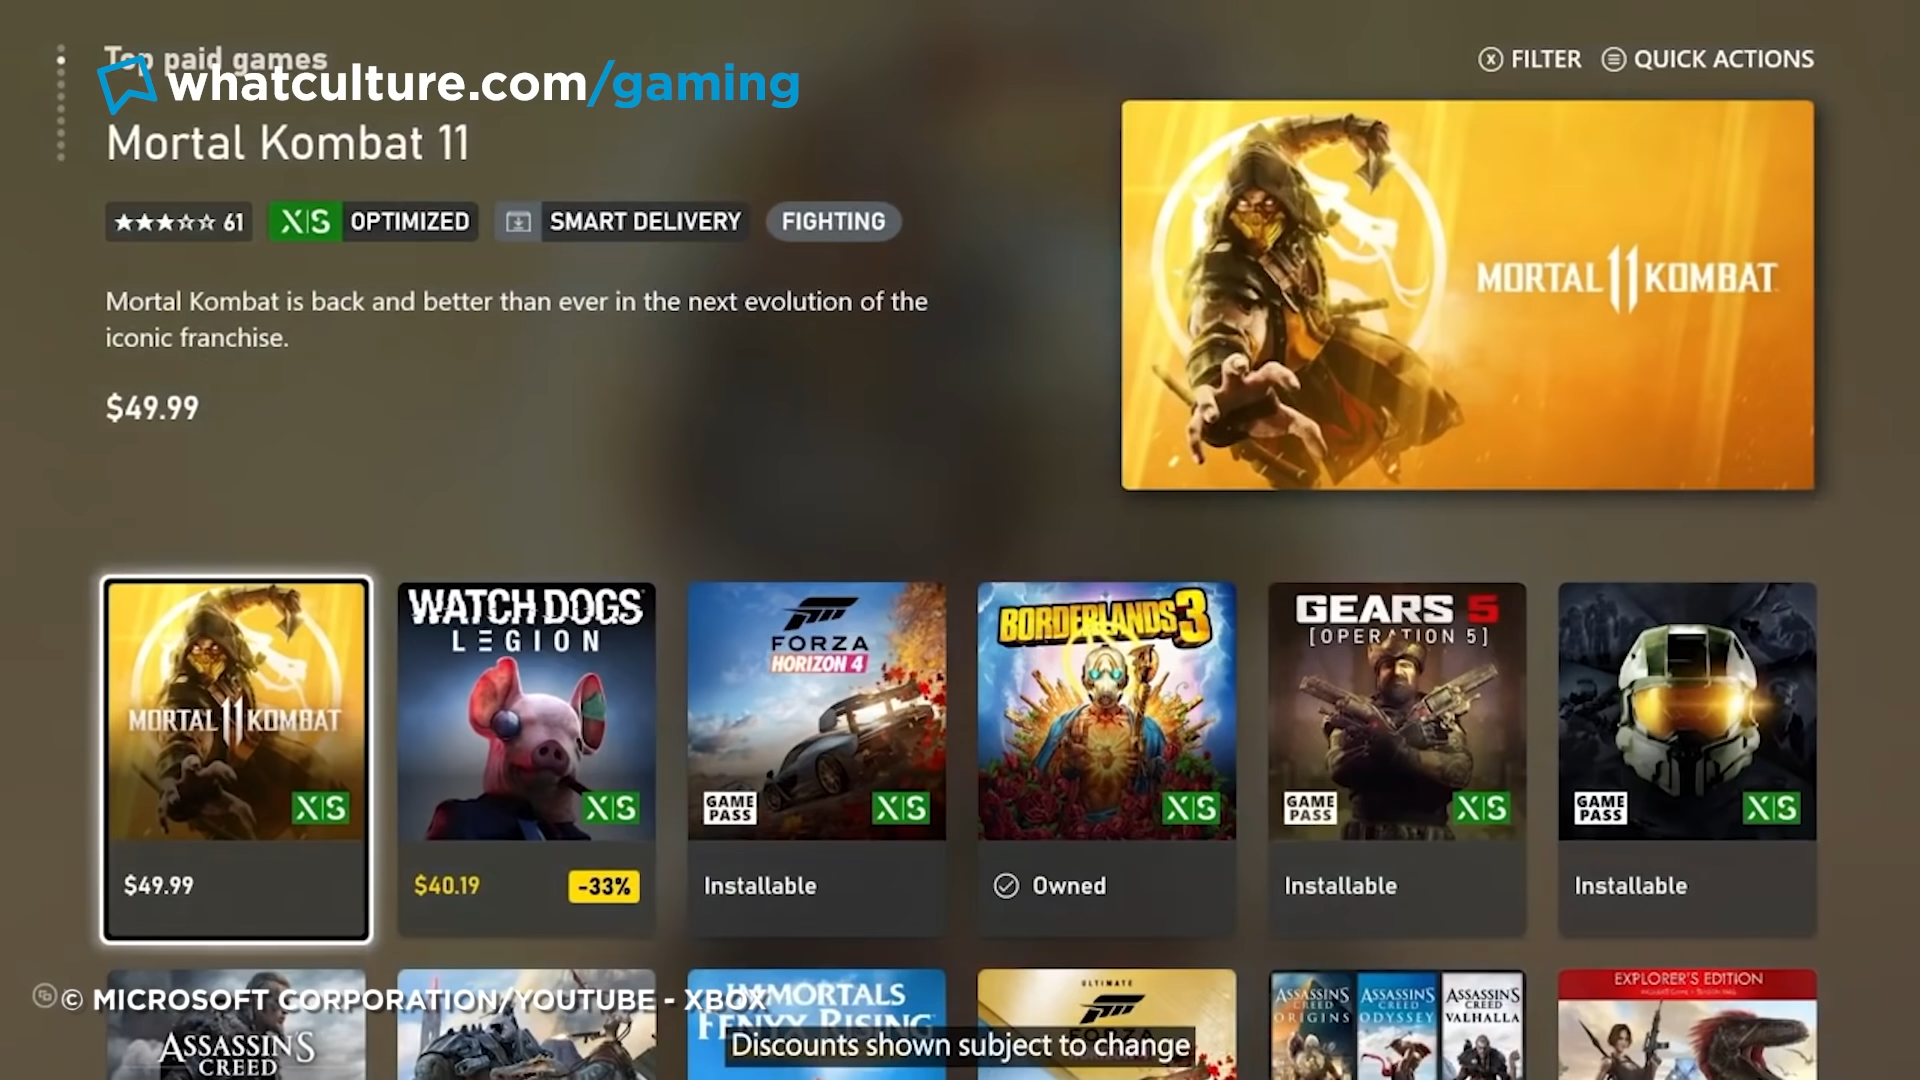 Top paid games
whatculture.com/gaming
FILTER
QUICK ACTIONS
Mortal Kombat 11
61
X|S OPTIMIZED
SMART DELIVERY
FIGHTING
Mortal Kombat is back and better than ever in the next evolution of the
iconic franchise.
$49.99
MORTAL 11 KOMBAT
MORTAL 11 KOMBAT
X|S
$49.99
WATCH DOGS
LEGION
X|S
$40.19
-33%
FORZA
HORIZON 4
GAME
PASS
X|S
Installable
BORDERLANDS 3
X|S
Owned
GEARS 5
[OPERATION 5]
GAME
PASS
X|S
Installable
GAME
PASS
X|S
Installable
© MICROSOFT CORPORATION/YOUTUBE - XBOX
ASSASSIN'S
CREED
IMMORTALS
FENYX RISING
ULTIMATE
FORZA
ASSASSIN'S
CREED
ORIGINS
ASSASSIN'S
CREED
ODYSSEY
ASSASSIN'S
CREED
VALHALLA
EXPLORER'S EDITION
Discounts shown subject to change